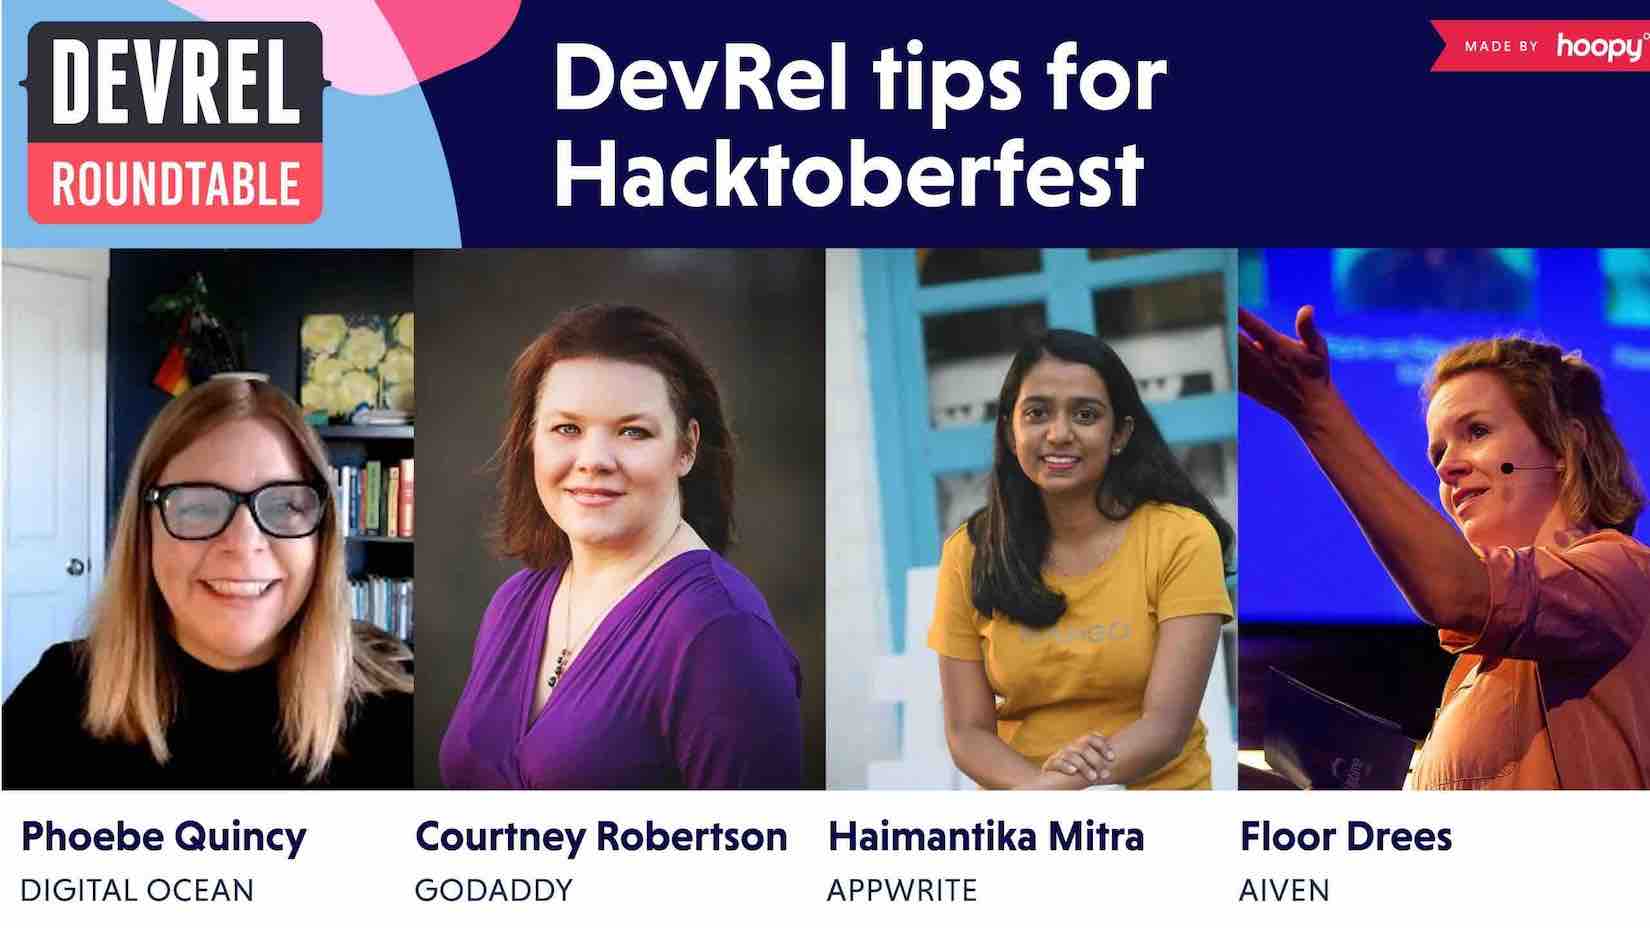 DEVREL
ROUNDTABLE
DevRel tips for
Hacktoberfest
MADE BY hoopy
Phoebe Quincy
DIGITAL OCEAN
Courtney Robertson
GODADDY
Haimantika Mitra
APPWRITE
Floor Drees
AIVEN